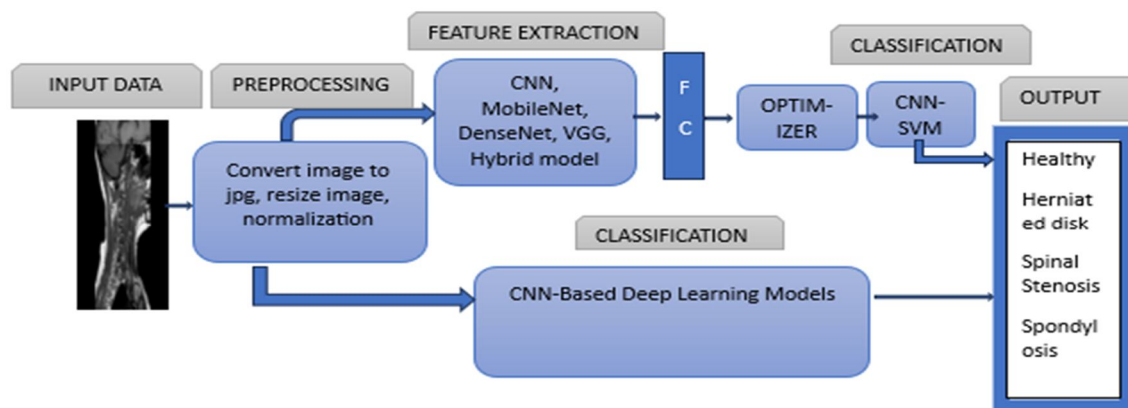 INPUT DATA
PREPROCESSING
Convert image to
jpg, resize image,
normalization
FEATURE EXTRACTION
CNN,
MobileNet,
DenseNet, VGG,
Hybrid model
F
C
OPTIM-
IZER
CLASSIFICATION
CNN-
SVM
CLASSIFICATION
CNN-Based Deep Learning Models
OUTPUT
Healthy
Herniat
ed disk
Spinal
Stenosis
Spondyl
osis